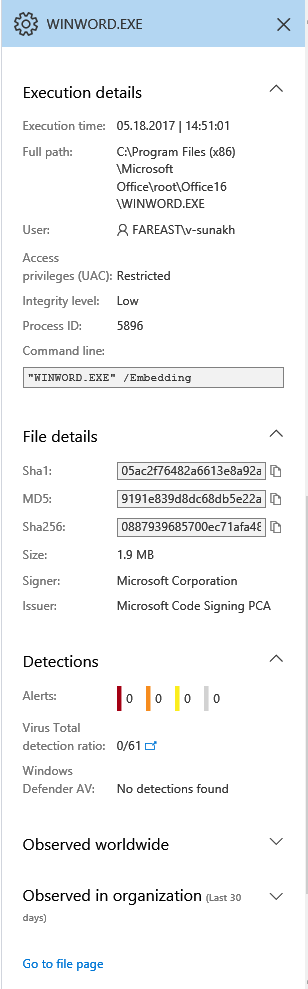 WINWORD.EXE
Execution details
Execution time: 05.18.2017 | 14:51:01
Full path: C:\Program Files (x86)
\Microsoft
Office\root\Office16
\WINWORD.EXE
User: FAREAST\v-sunakh
Access
privileges (UAC): Restricted
Integrity level: Low
Process ID: 5896
Command line:
"WINWORD.EXE" /Embedding
File details
Sha1: 05ac2f76482a6613e8a92a
MD5: 9191e839d8dc68db5e22a
Sha256: 0887939685700ec71afa48
Size: 1.9 MB
Signer: Microsoft Corporation
Issuer: Microsoft Code Signing PCA
Detections
Alerts: 0 0 0 0
Virus Total
detection ratio: 0/61
Windows
Defender AV: No detections found
Observed worldwide
Observed in organization (Last 30
days)
Go to file page